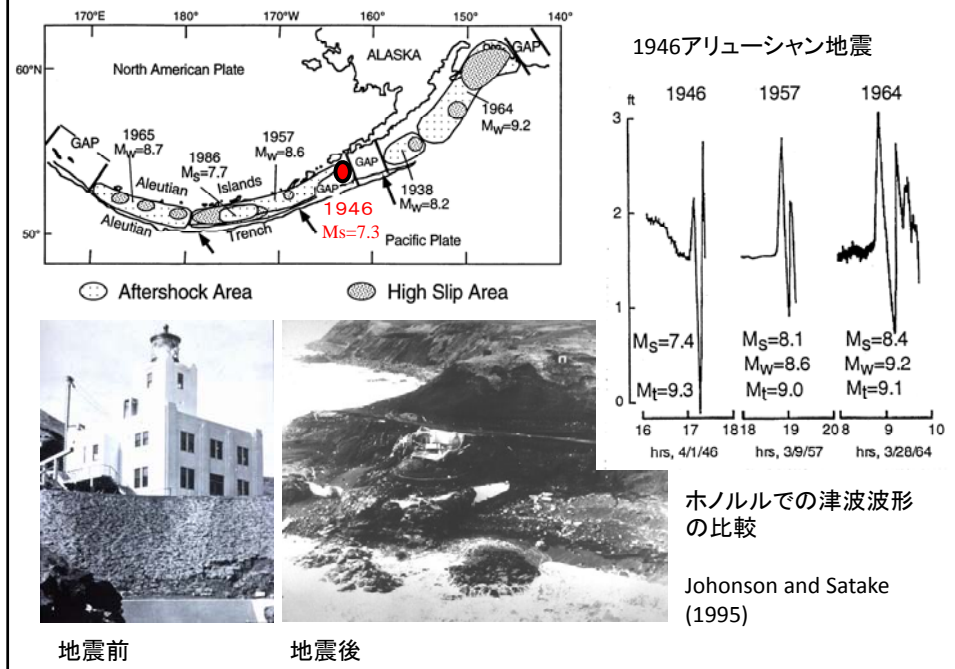 170°E 180° 170°W 160° 150° 140°
60°N
50°
North American Plate
ALASKA
GAP
GAP
1965
Mw=8.7
1986
Ms=7.7
1957
Mw=8.6
1964
Mw=9.2
GAP
GAP
1938
Mw=8.2
Aleutian Islands
Aleutian Trench
1946
Ms=7.3
Pacific Plate
Aftershock Area High Slip Area
1946アリューシャン地震
ft 1946 1957 1964
3
2
1
0
Ms=7.4
Mt=9.3
Ms=8.1
Mw=8.6
Mt=9.0
Ms=8.4
Mw=9.2
Mt=9.1
16 17 18 18 19 20 8 9 10
hrs, 4/1/46 hrs, 3/9/57 hrs, 3/28/64
ホノルルでの津波波形
の比較
Johonson and Satake
(1995)
地震前 地震後